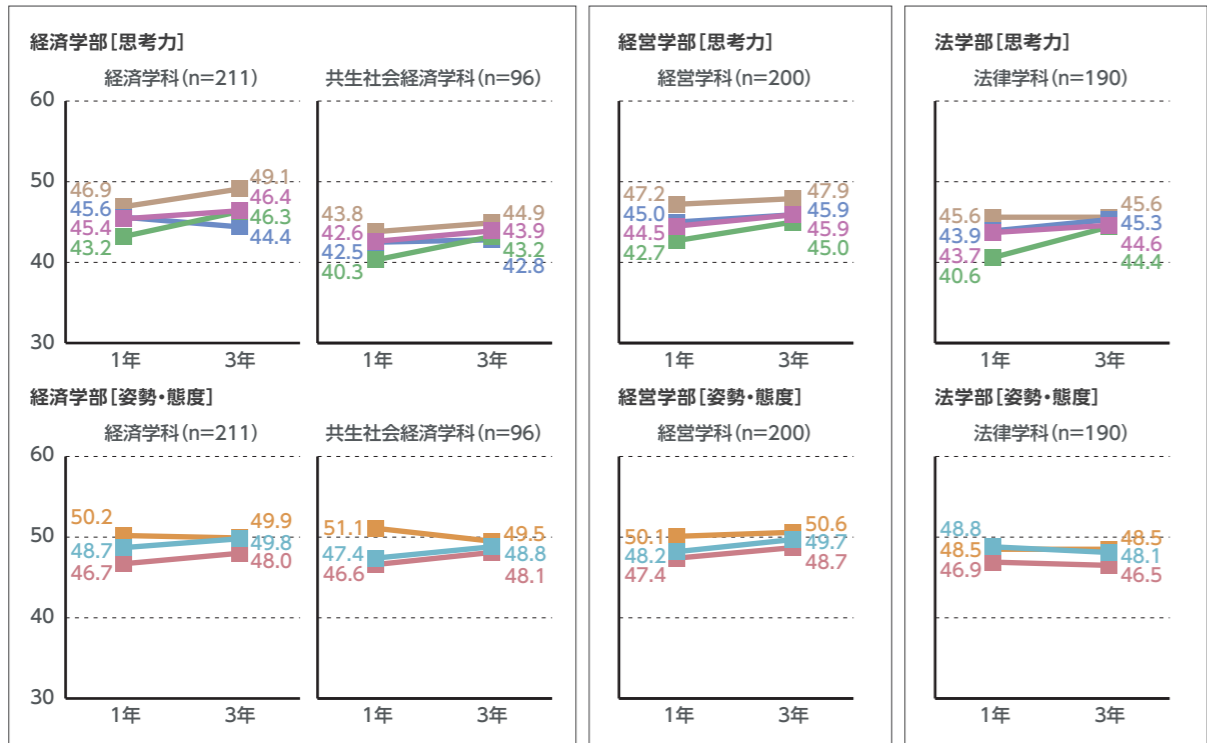 経済学部[思考力]
経済学科(n=211)
共生社会経済学科(n=96)
60
50
40
30
46.9
45.6
45.4
43.2
49.1
46.4
46.3
44.4
43.8
42.6
42.5
40.3
44.9
43.9
43.2
42.8
1年
3年
1年
3年
経営学部[思考力]
経営学科(n=200)
47.2
45.0
44.5
42.7
47.9
45.9
45.9
45.0
1年
3年
法学部[思考力]
法律学科(n=190)
45.6
43.9
43.7
40.6
45.6
45.3
44.6
44.4
1年
3年
経済学部[姿勢・態度]
経済学科(n=211)
共生社会経済学科(n=96)
60
50
40
30
50.2
48.7
46.7
49.9
49.8
48.0
51.1
47.4
46.6
49.5
48.8
48.1
1年
3年
1年
3年
経営学部[姿勢・態度]
経営学科(n=200)
50.1
48.2
47.4
50.6
49.7
48.7
1年
3年
法学部[姿勢・態度]
法律学科(n=190)
48.8
48.5
46.9
48.5
48.1
46.5
1年
3年